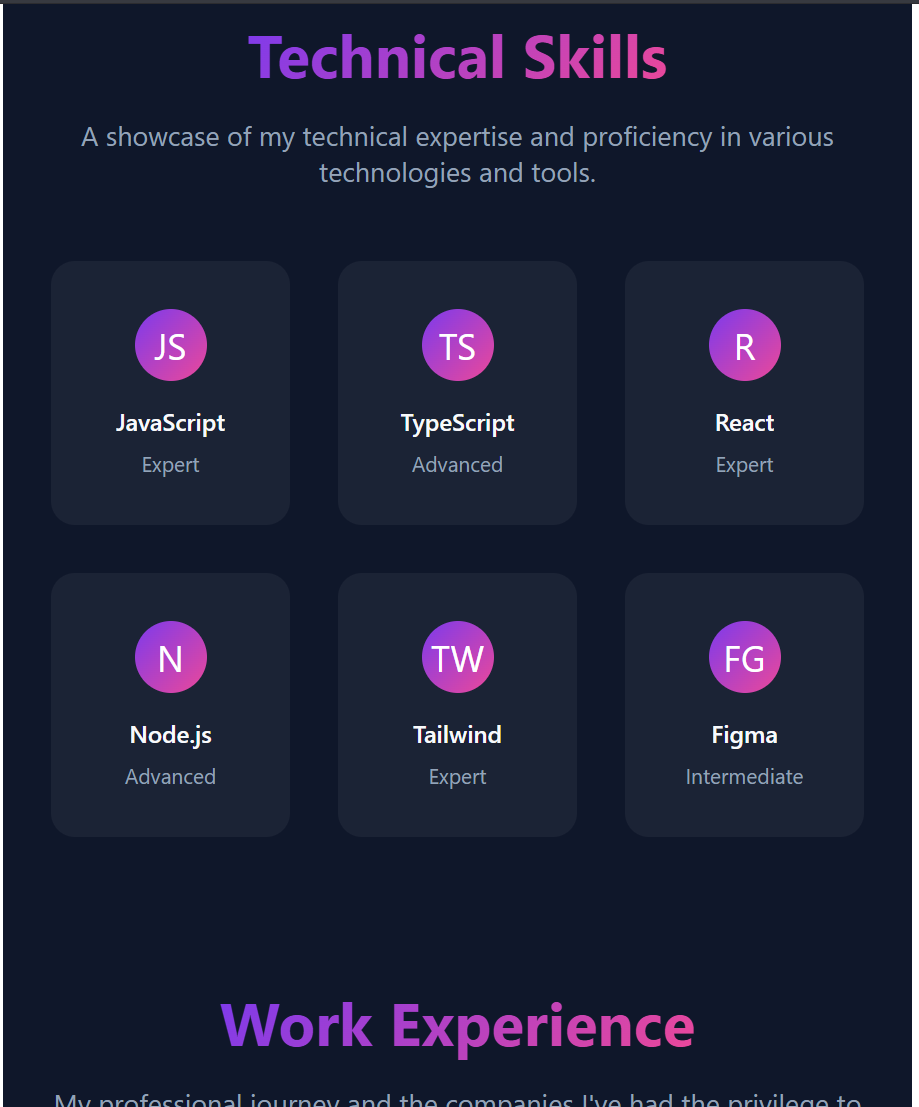 Technical Skills
A showcase of my technical expertise and proficiency in various
technologies and tools.
JS
TS
R
JavaScript
TypeScript
React
Expert
Advanced
Expert
N
TW
FG
Node.js
Tailwind
Figma
Advanced
Expert
Intermediate
Work Experience
My professional journey and the companies I've had the privilege to